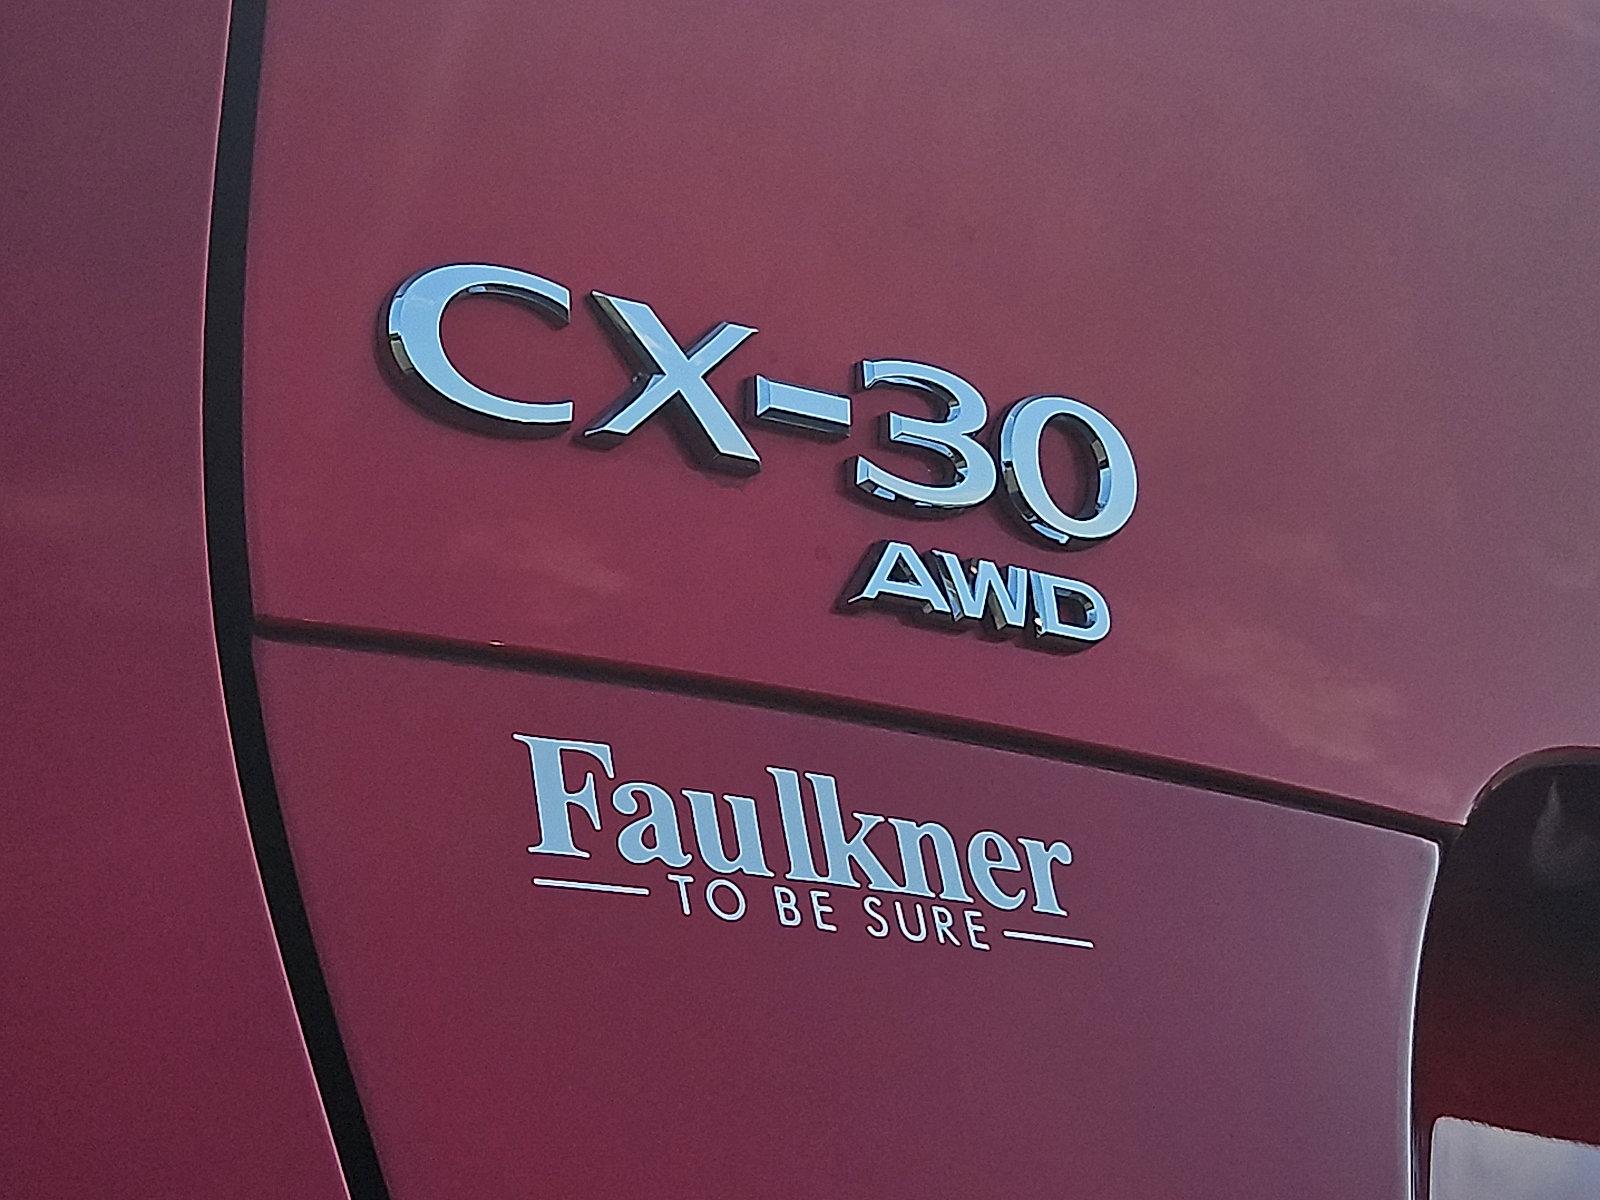 CX-30
AWD
Faulkner
TO BE SURE